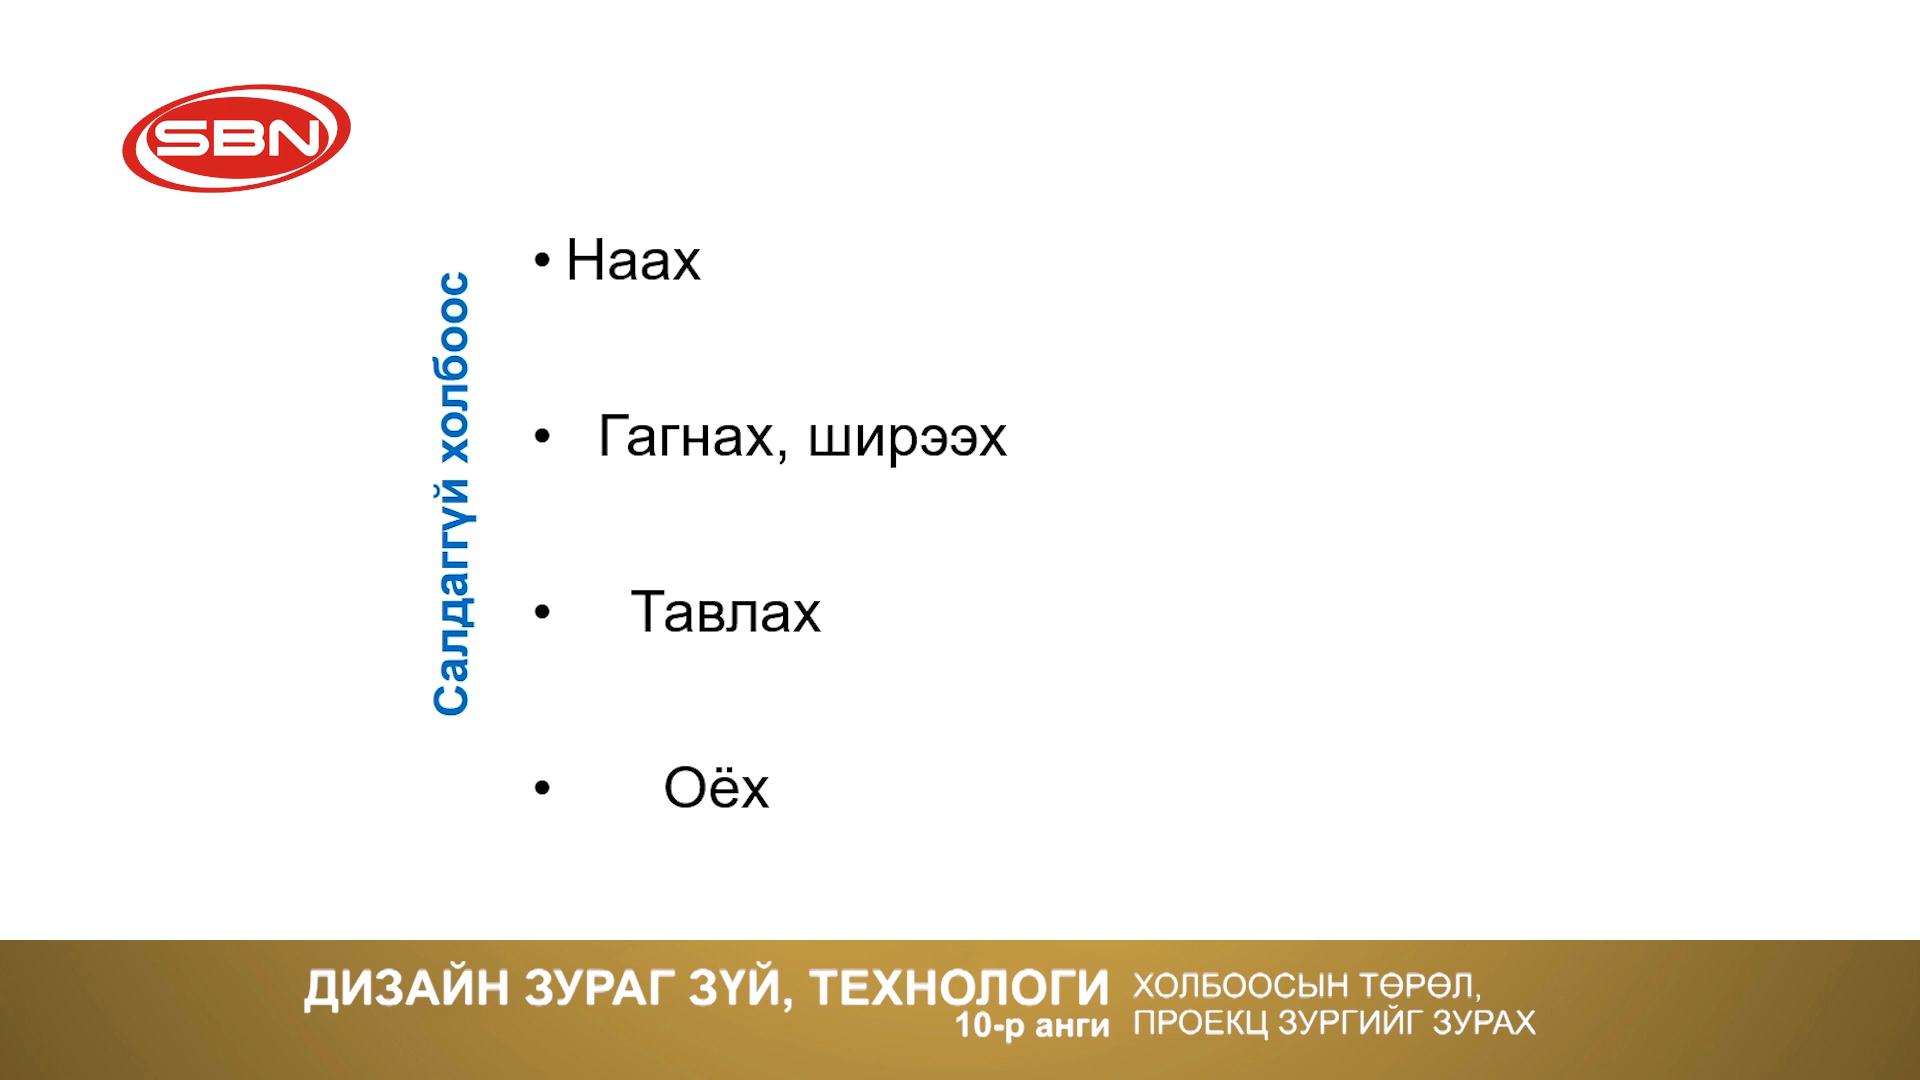 SBN
Салдаггүй холбоос
• Наах
• Гагнах, ширээх
• Тавлах
• Оёх
ДИЗАЙН ЗУРАГ ЗҮЙ, ТЕХНОЛОГИ
10-р анги
ХОЛБООСЫН ТӨРӨЛ,
ПРОЕКЦ ЗУРГИЙГ ЗУРАХ